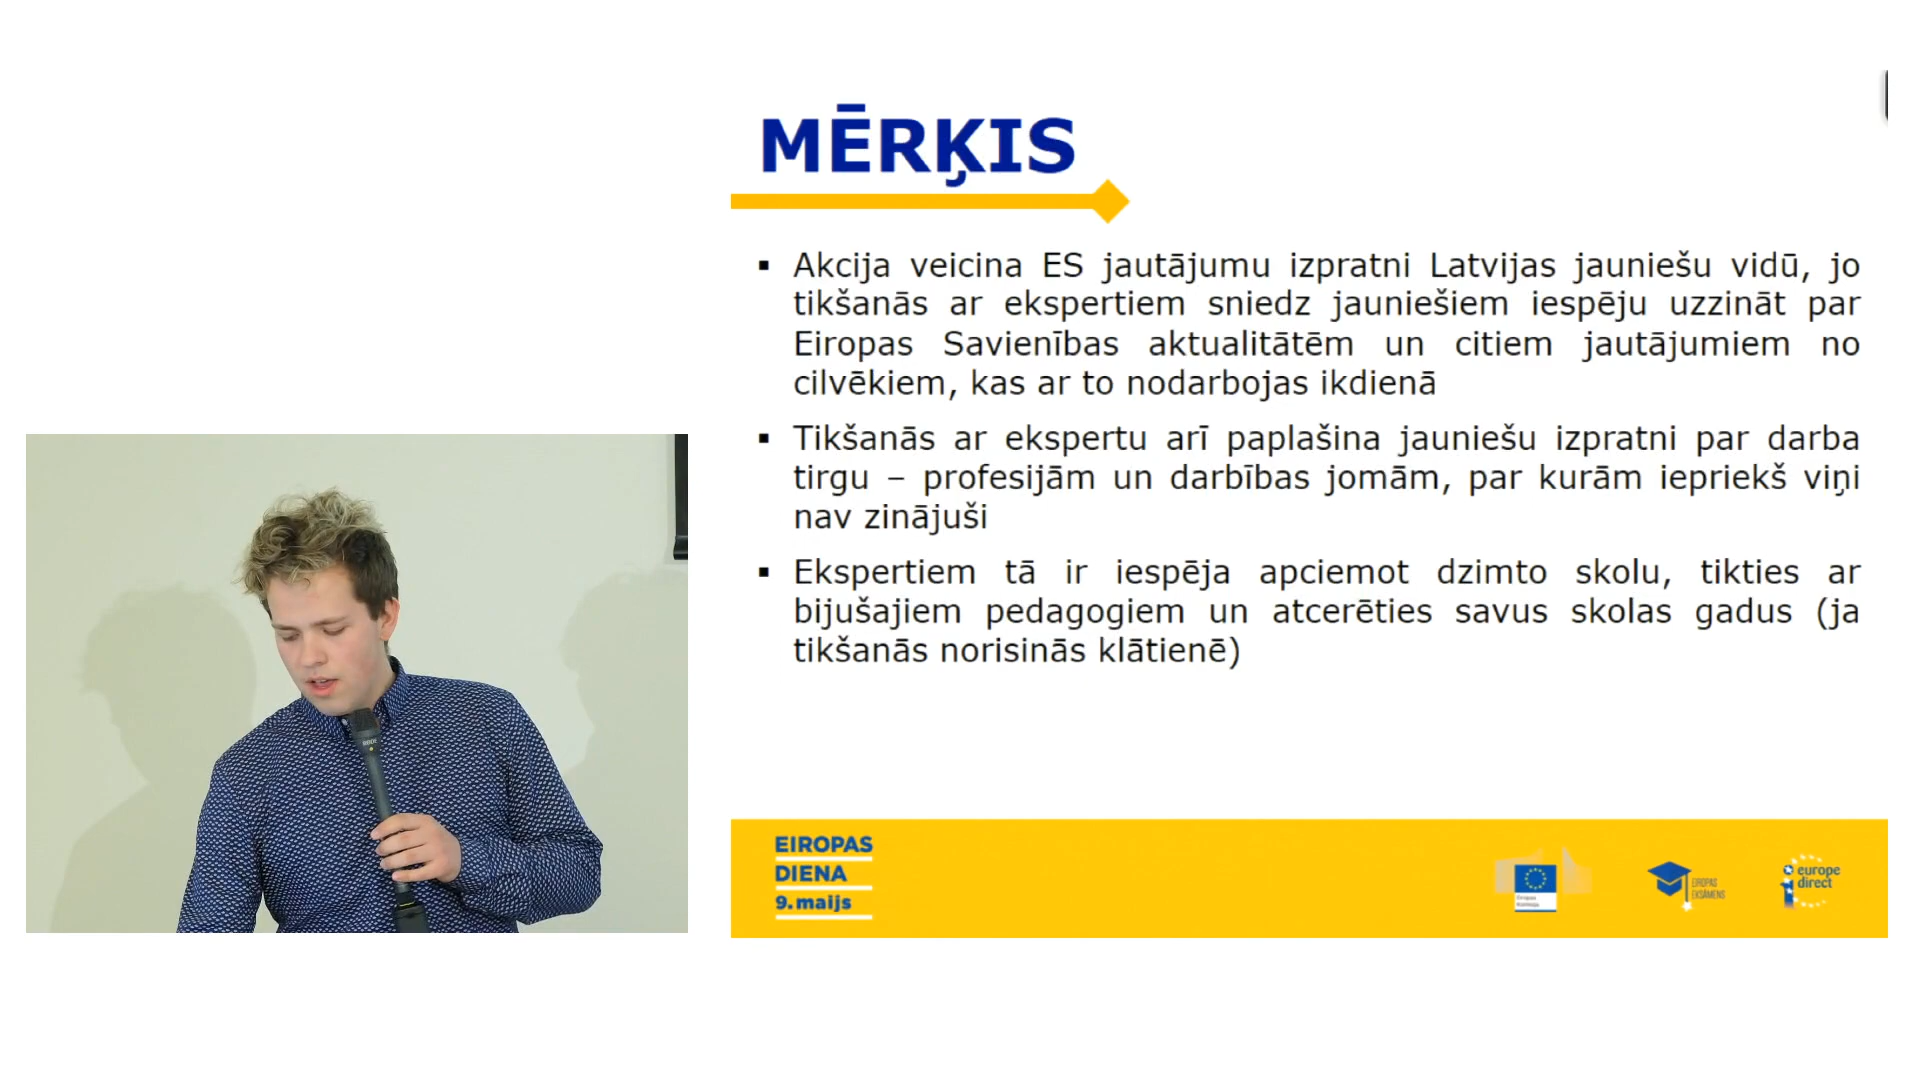 MĒRĶIS
▪ Akcija veicina ES jautājumu izpratni Latvijas jauniešu vidū, jo
tikšanās ar ekspertiem sniedz jauniešiem iespēju uzzināt par
Eiropas Savienības aktualitātēm un citiem jautājumiem no
cilvēkiem, kas ar to nodarbojas ikdienā
▪ Tikšanās ar ekspertu arī paplašina jauniešu izpratni par darba
tirgu – profesijām un darbības jomām, par kurām iepriekš viņi
nav zinājuši
▪ Ekspertiem tā ir iespēja apciemot dzimto skolu, tikties ar
bijušajiem pedagogiem un atcerēties savus skolas gadus (ja
tikšanās norisinās klātienē)
RØDE
EIROPAS
DIENA
9.maijs
Eiropas
Komisija
EIROPAS
EKSĀMENS
europe
direct